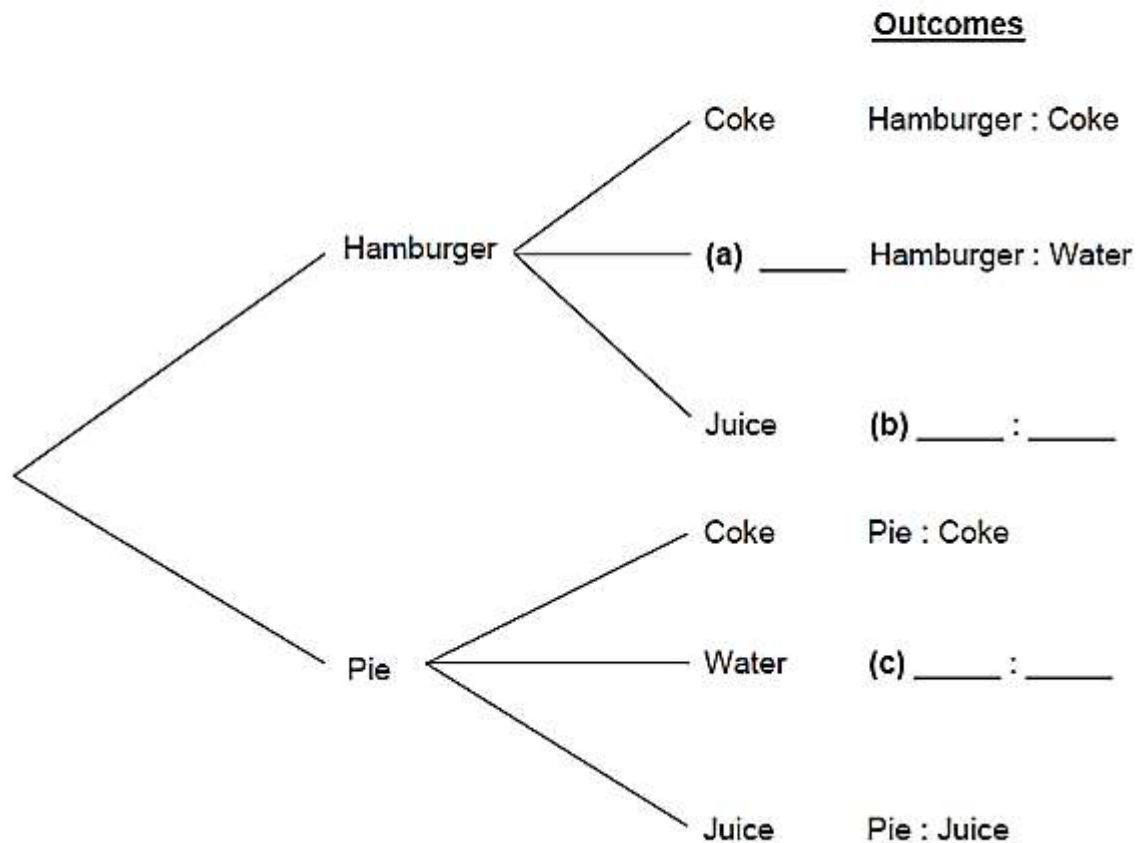 Outcomes
Coke Hamburger : Coke
Hamburger (a) _____ Hamburger : Water
Juice (b) _____ : _____
Coke Pie : Coke
Pie Water (c) _____ : _____
Juice Pie : Juice